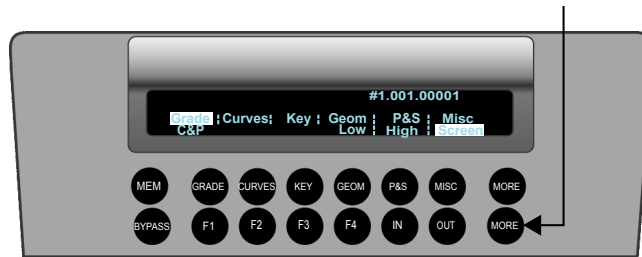 #1.001.00001
Grade ¦ Curves¦ Key ¦ Geom ¦ P&S ¦ Misc
C&P Low ¦ High ¦ Screen
MEM GRADE CURVES KEY GEOM P&S MISC MORE
BYPASS F1 F2 F3 F4 IN OUT MORE